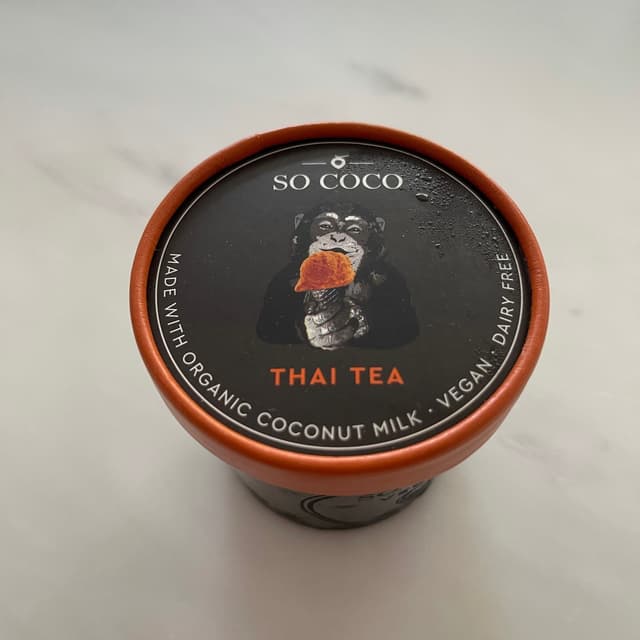 SO COCO
THAI TEA
MADE WITH ORGANIC COCONUT MILK · VEGAN · DAIRY FREE